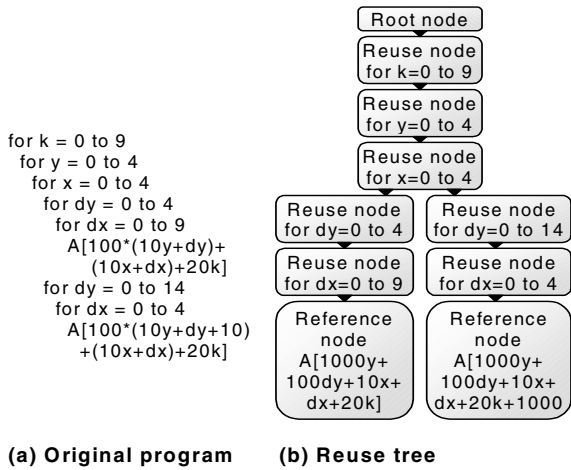 for k = 0 to 9
for y = 0 to 4
for x = 0 to 4
for dy = 0 to 4
for dx = 0 to 9
A[100*(10y+dy)+
(10x+dx)+20k]
for dy = 0 to 14
for dx = 0 to 4
A[100*(10y+dy+10)
+(10x+dx)+20k]
(a) Original program
Root node
Reuse node
for k=0 to 9
Reuse node
for y=0 to 4
Reuse node
for x=0 to 4
Reuse node
for dy=0 to 4
Reuse node
for dx=0 to 9
Reference
node
A[1000y+
100dy+10x+
dx+20k]
Reuse node
for dy=0 to 14
Reuse node
for dx=0 to 4
Reference
node
A[1000y+
100dy+10x+
dx+20k+1000
(b) Reuse tree